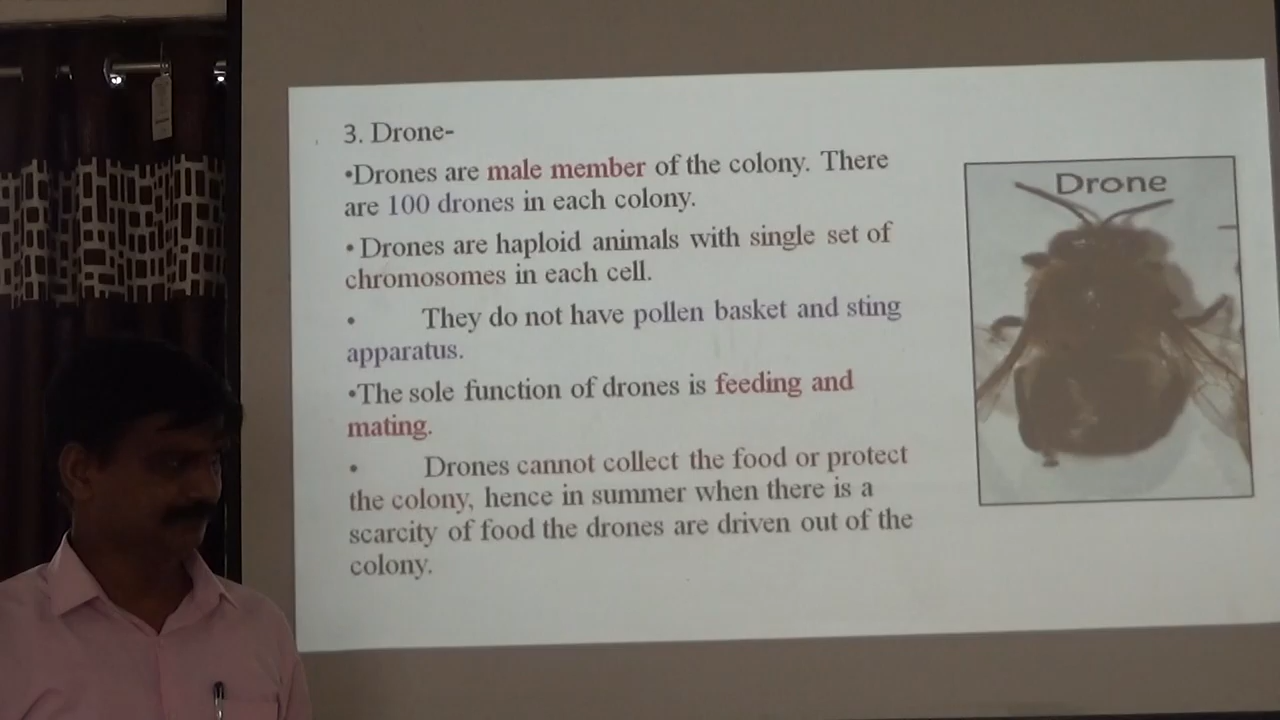 3. Drone-
•Drones are male member of the colony. There
are 100 drones in each colony.
• Drones are haploid animals with single set of
chromosomes in each cell.
• They do not have pollen basket and sting
apparatus.
•The sole function of drones is feeding and
mating.
• Drones cannot collect the food or protect
the colony, hence in summer when there is a
scarcity of food the drones are driven out of the
colony.
Drone